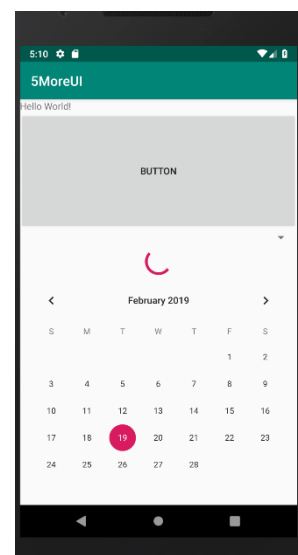 5:10
5MoreUI
Hello World!
BUTTON
February 2019
S M T W T F S
1 2
3 4 5 6 7 8 9
10 11 12 13 14 15 16
17 18 19 20 21 22 23
24 25 26 27 28